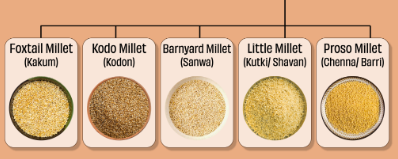 Foxtail Millet
(Kakum)
Kodo Millet
(Kodon)
Barnyard Millet
(Sanwa)
Little Millet
(Kutki/ Shavan)
Proso Millet
(Chenna/ Barri)